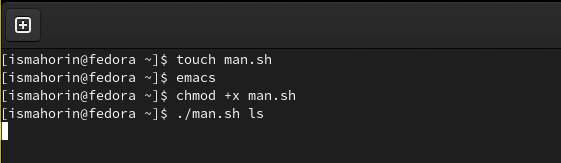 [ismahorin@fedora ~]$ touch man.sh
[ismahorin@fedora ~]$ emacs
[ismahorin@fedora ~]$ chmod +x man.sh
[ismahorin@fedora ~]$ ./man.sh ls